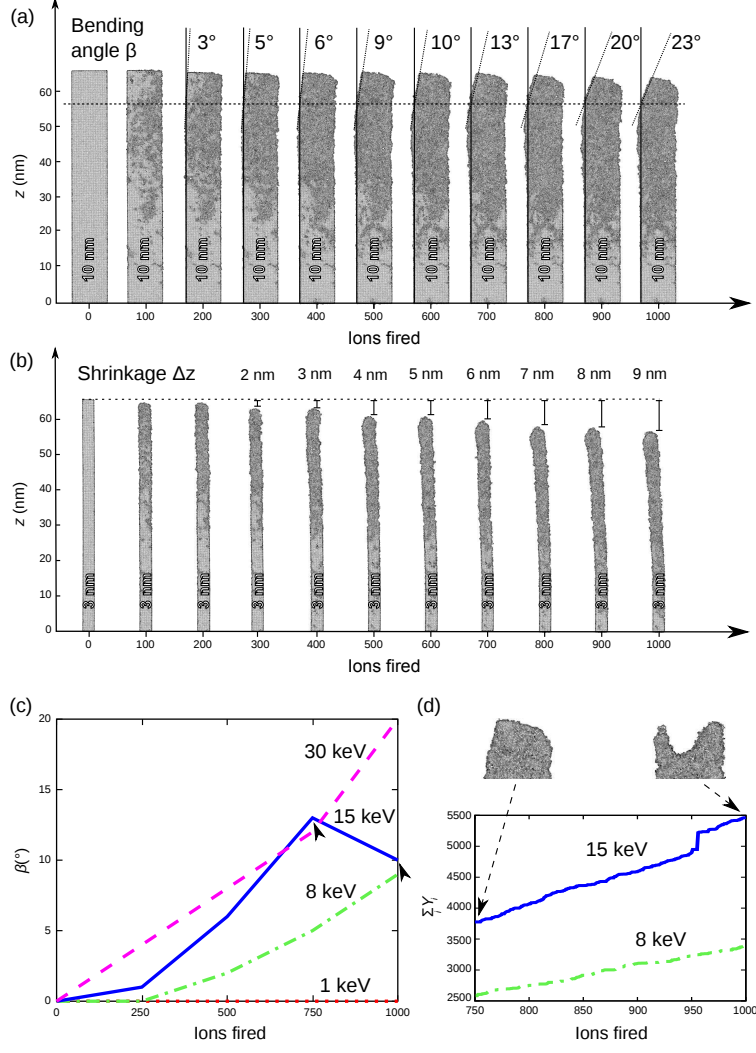 (a)
Bending
angle β
3° 5° 6° 9° 10° 13° 17° 20° 23°
60
50
40
30
20
10
0
z (nm)
10 nm 10 nm 10 nm 10 nm 10 nm 10 nm 10 nm 10 nm 10 nm 10 nm 10 nm
0 100 200 300 400 500 600 700 800 900 1000
Ions fired
(b)
Shrinkage Δz
2 nm 3 nm 4 nm 5 nm 6 nm 7 nm 8 nm 9 nm
60
50
40
30
20
10
0
z (nm)
3 nm 3 nm 3 nm 3 nm 3 nm 3 nm 3 nm 3 nm 3 nm 3 nm 3 nm
0 100 200 300 400 500 600 700 800 900 1000
Ions fired
(c)
20
15
10
5
0
β(°)
30 keV
15 keV
8 keV
1 keV
0 250 500 750 1000
Ions fired
(d)
5500
5000
4500
4000
3500
3000
2500
ΣYᵢ
i
15 keV
8 keV
750 800 850 900 950 1000
Ions fired